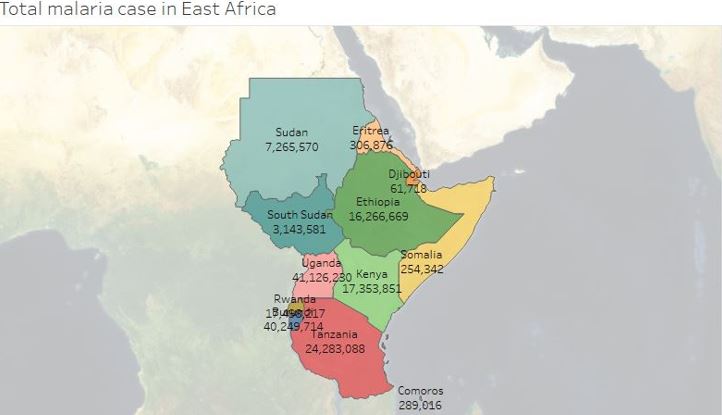 Total malaria case in East Africa
Sudan
7,265,570
Eritrea
306,876
Djibouti
61,718
Ethiopia
16,266,669
South Sudan
3,143,581
Somalia
254,342
Uganda
41,126,230
Kenya
17,353,851
Rwanda
40,249,714
Tanzania
24,283,088
Comoros
289,016